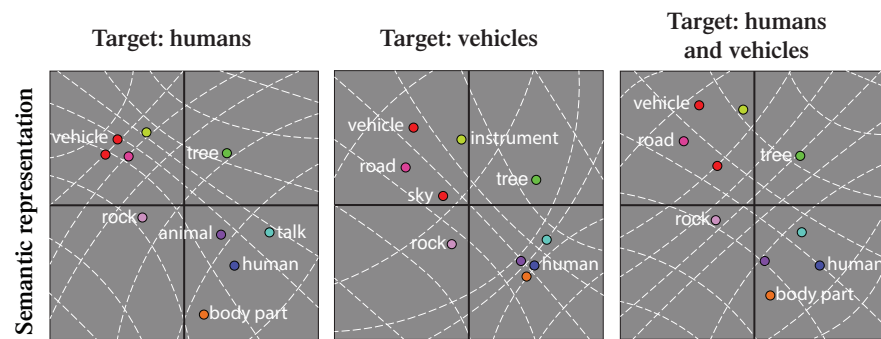 Target: humans
Target: vehicles
Target: humans
and vehicles
Semantic representation
vehicle
tree
rock
animal
talk
human
body part
vehicle
instrument
road
tree
sky
rock
human
vehicle
road
tree
rock
human
body part